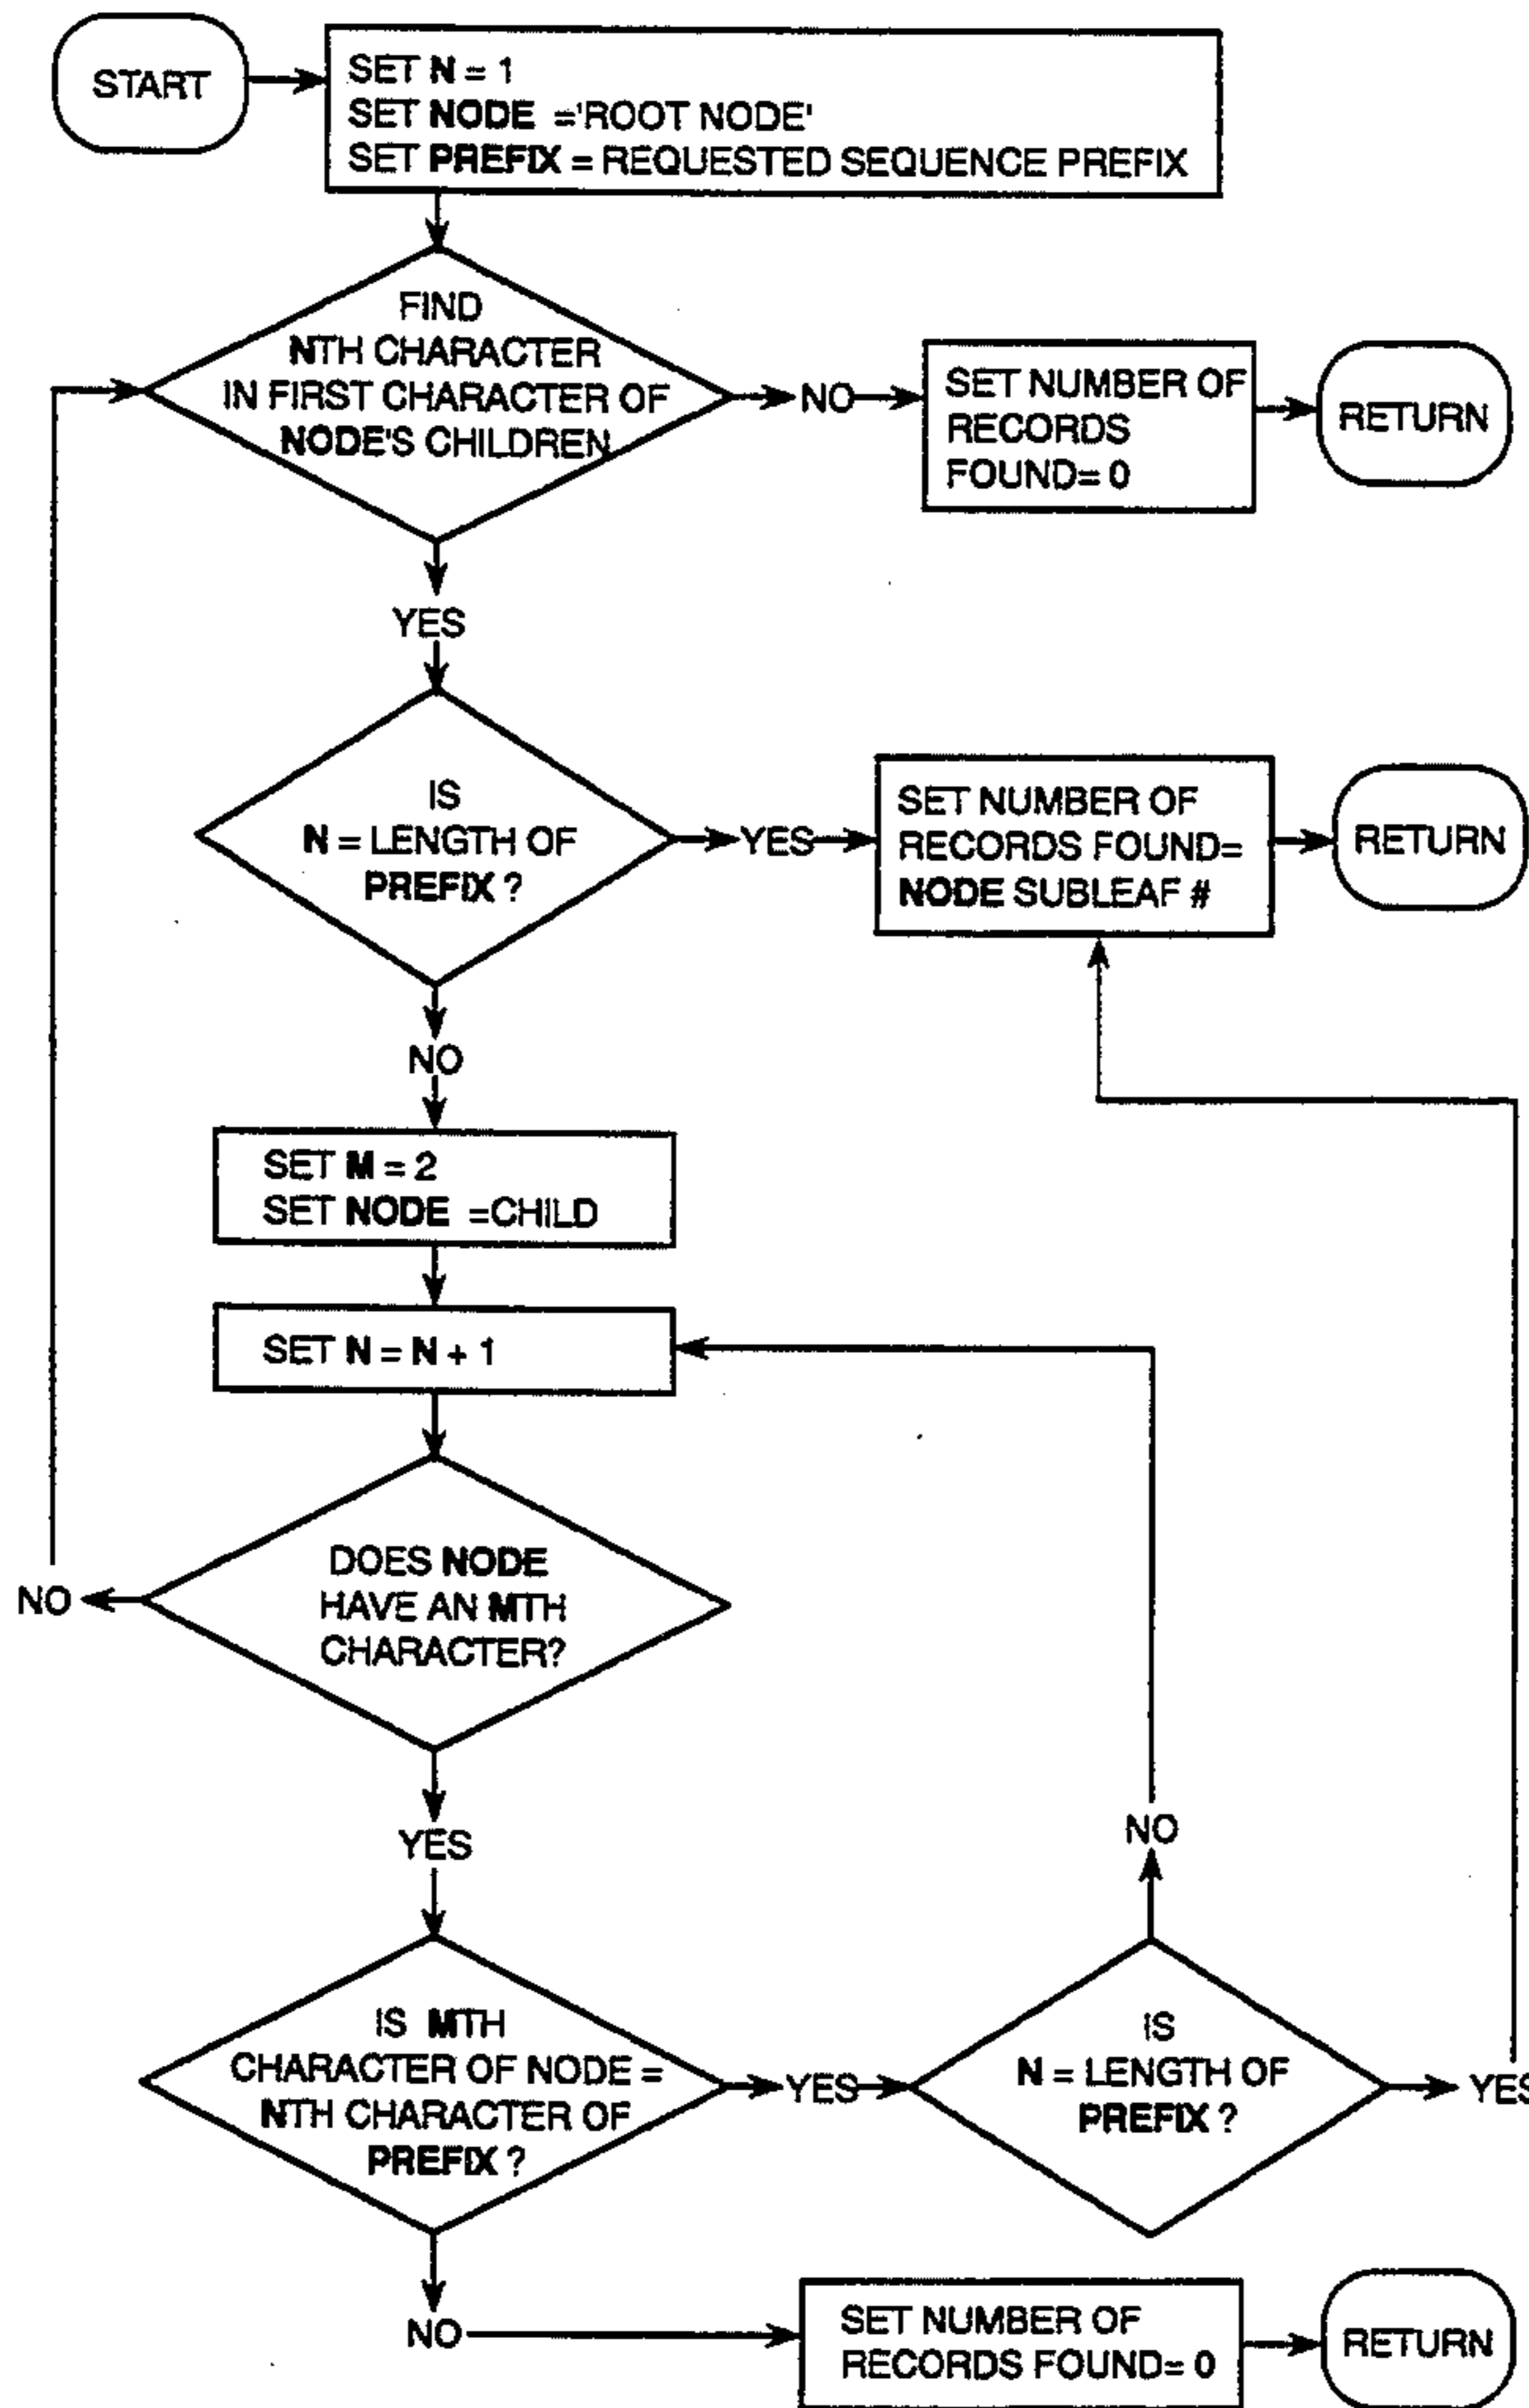 START
SET N = 1
SET NODE ='ROOT NODE'
SET PREFIX = REQUESTED SEQUENCE PREFIX
FIND
NTH CHARACTER
IN FIRST CHARACTER OF
NODE'S CHILDREN
NO
SET NUMBER OF
RECORDS
FOUND= 0
RETURN
YES
IS
N = LENGTH OF
PREFIX ?
YES
SET NUMBER OF
RECORDS FOUND=
NODE SUBLEAF #
RETURN
NO
SET M = 2
SET NODE =CHILD
SET N = N + 1
DOES NODE
HAVE AN MTH
CHARACTER?
NO
YES
NO
IS MTH
CHARACTER OF NODE =
NTH CHARACTER OF
PREFIX ?
YES
IS
N = LENGTH OF
PREFIX ?
YES
NO
SET NUMBER OF
RECORDS FOUND= 0
RETURN